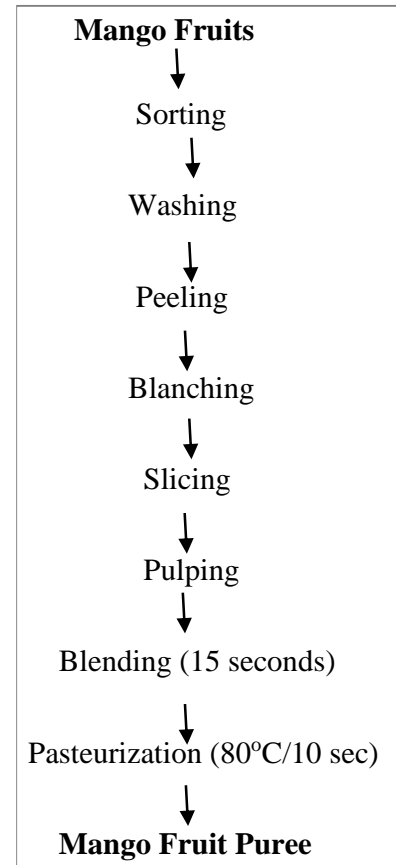 Mango Fruits
Sorting
Washing
Peeling
Blanching
Slicing
Pulping
Blending (15 seconds)
Pasteurization (80ºC/10 sec)
Mango Fruit Puree